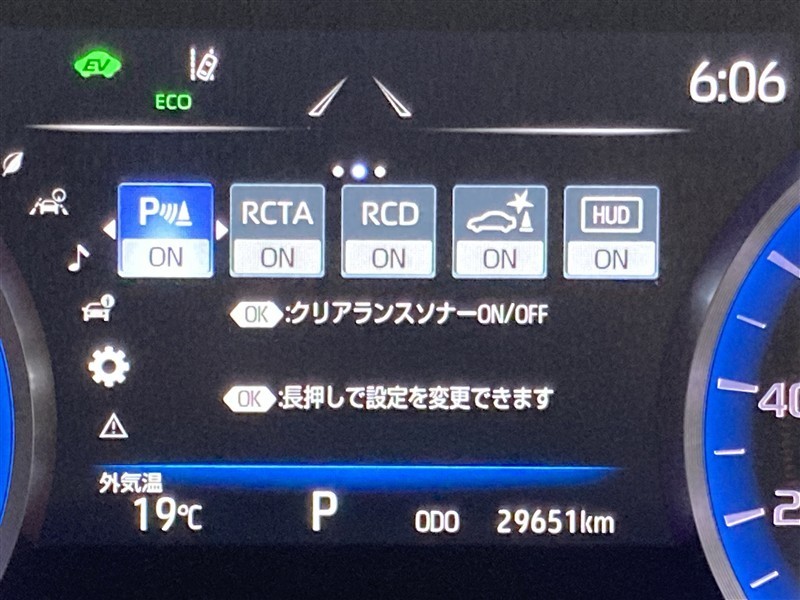 EV
ECO
6:06
P RCTA RCD HUD
ON ON ON ON ON
OK:クリアランスソナーON/OFF
OK:長押しで設定を変更できます
40
外気温
19℃ P ODO 29651km
2